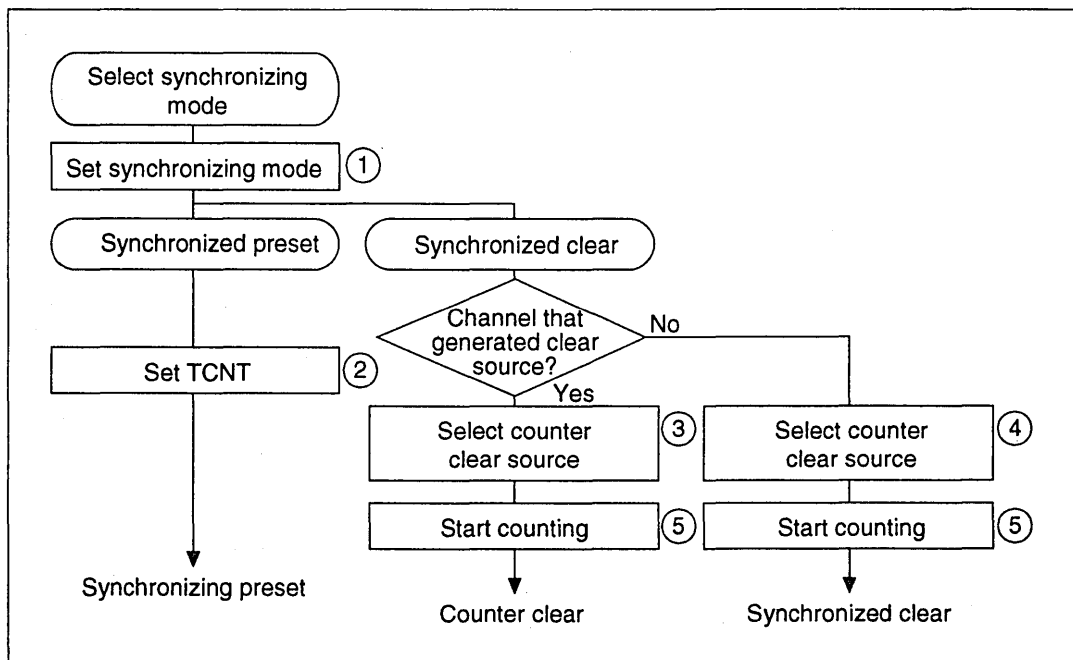 Select synchronizing
mode
Set synchronizing mode
1
Synchronized preset
Synchronized clear
Channel that
generated clear
source?
No
Yes
Set TCNT
2
Select counter
clear source
3
Select counter
clear source
4
Start counting
5
Start counting
5
Synchronizing preset
Counter clear
Synchronized clear